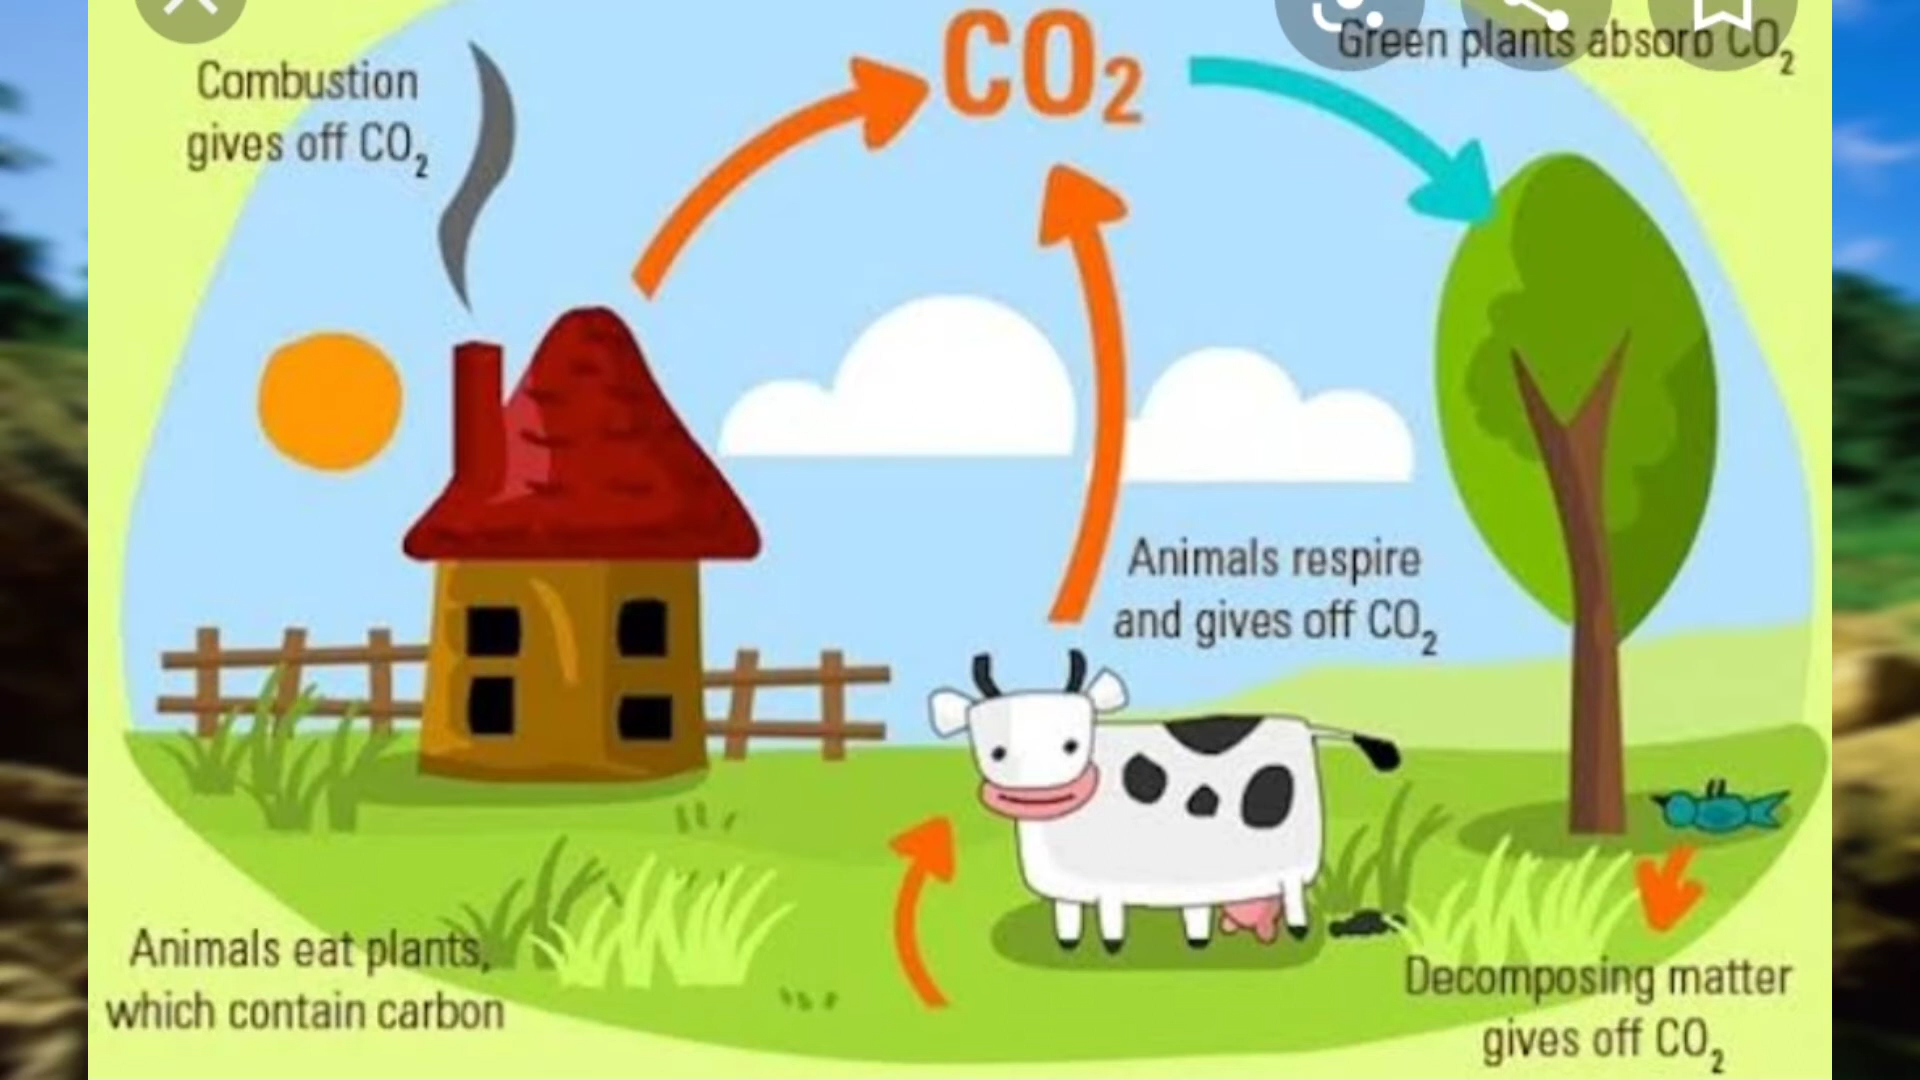 Combustion
gives off CO₂
CO₂
Green plants absorb CO₂
Animals respire
and gives off CO₂
Animals eat plants,
which contain carbon
Decomposing matter
gives off CO₂